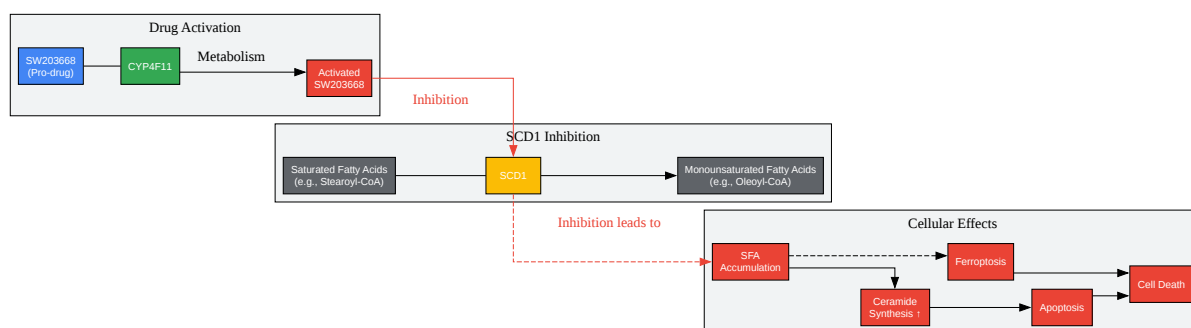 Drug Activation
SW203668
(Pro-drug)
CYP4F11
Metabolism
Activated
SW203668
Inhibition
SCD1 Inhibition
Saturated Fatty Acids
(e.g., Stearoyl-CoA)
SCD1
Monounsaturated Fatty Acids
(e.g., Oleoyl-CoA)
Inhibition leads to
Cellular Effects
SFA
Accumulation
Ferroptosis
Cell Death
Ceramide
Synthesis ↑
Apoptosis